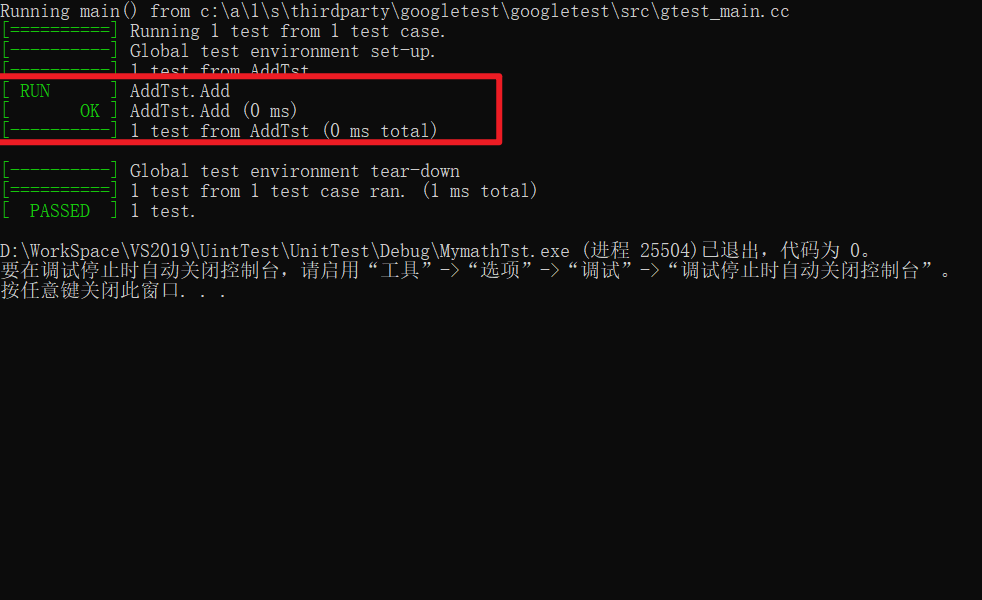 Running main() from c:\a\1\s\thirdparty\googletest\googletest\src\gtest_main.cc
[==========] Running 1 test from 1 test case.
[----------] Global test environment set-up.
[----------] 1 test from AddTst
[ RUN      ] AddTst.Add
[       OK ] AddTst.Add (0 ms)
[----------] 1 test from AddTst (0 ms total)
[----------] Global test environment tear-down
[==========] 1 test from 1 test case ran. (1 ms total)
[  PASSED  ] 1 test.
D:\WorkSpace\VS2019\UintTest\UnitTest\Debug\MymathTst.exe (进程 25504)已退出，代码为 0。
要在调试停止时自动关闭控制台，请启用“工具”->“选项”->“调试”->“调试停止时自动关闭控制台”。
按任意键关闭此窗口. . .